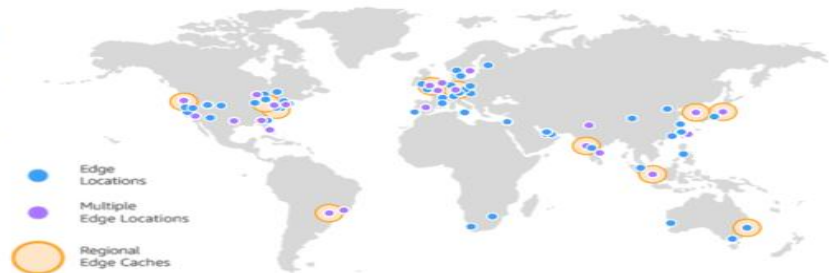 Edge
Locations
Multiple
Edge Locations
Regional
Edge Caches